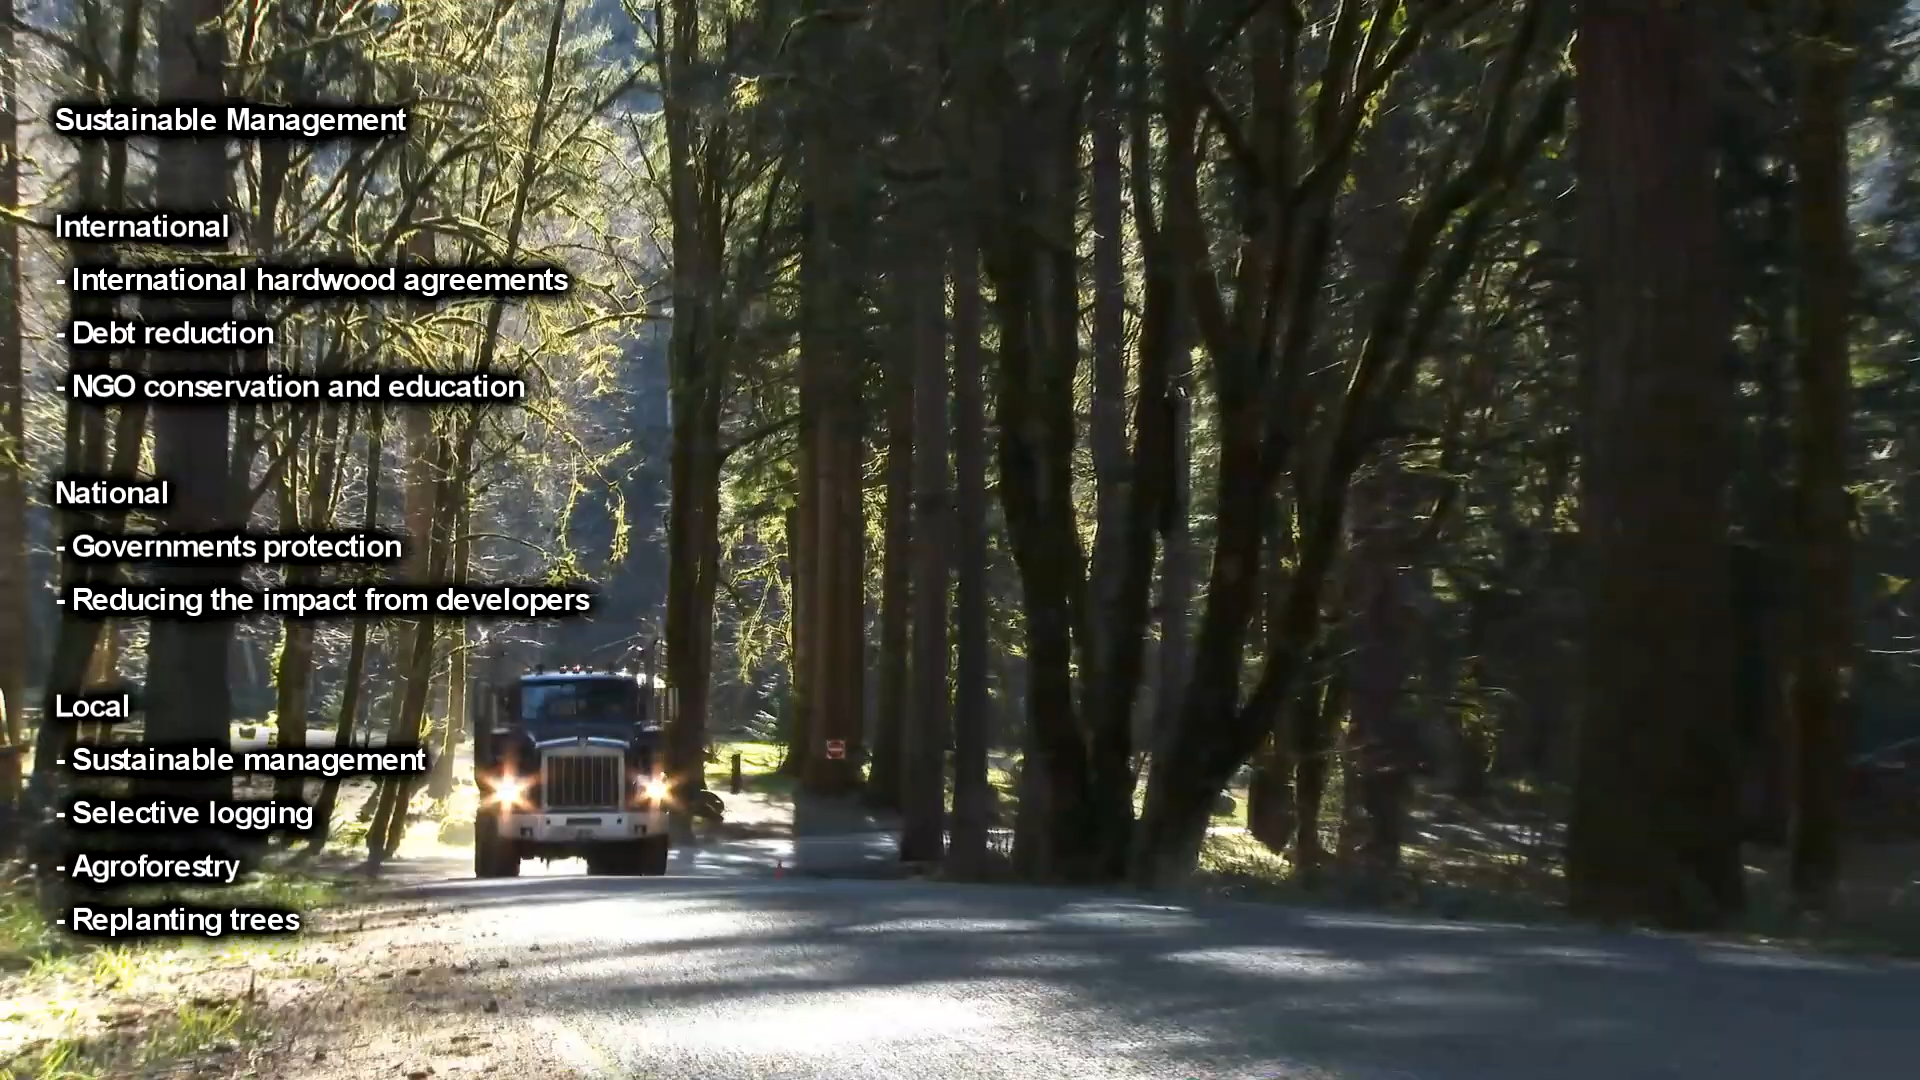 Sustainable Management
International
- International hardwood agreements
- Debt reduction
- NGO conservation and education
National
- Governments protection
- Reducing the impact from developers
Local
- Sustainable management
- Selective logging
- Agroforestry
- Replanting trees